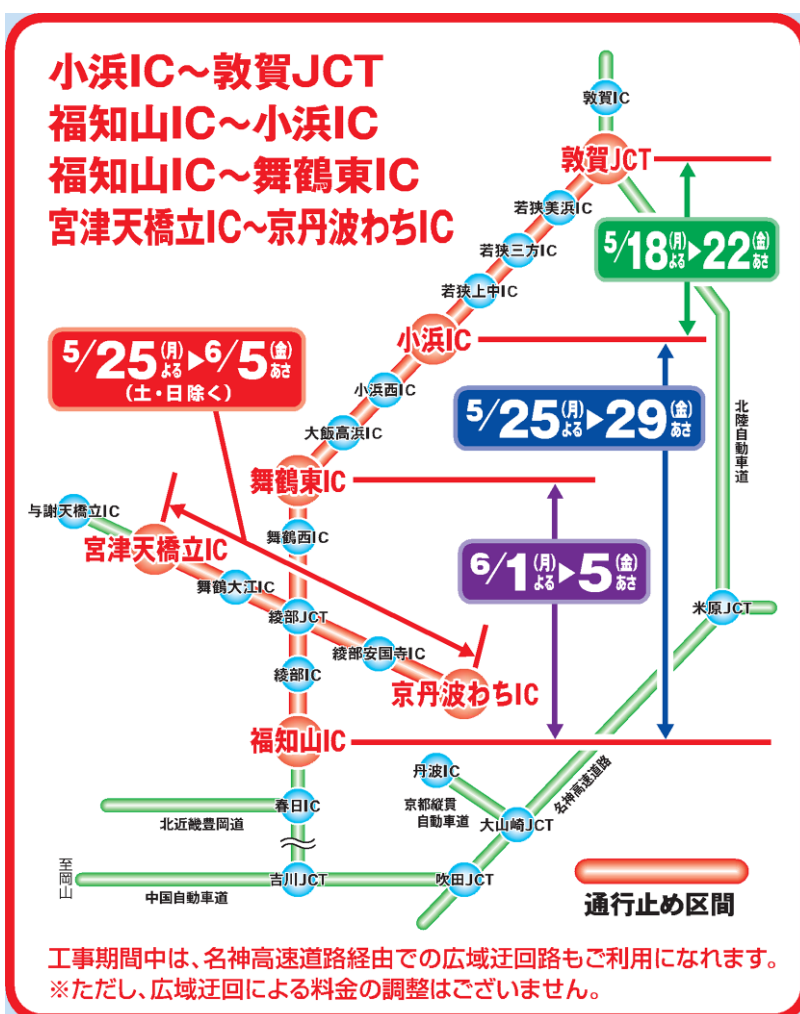 小浜IC～敦賀JCT
福知山IC～小浜IC
福知山IC～舞鶴東IC
宮津天橋立IC～京丹波わちIC
敦賀IC
敦賀JCT
若狭美浜IC
5/18(月)よる▶22(金)あさ
若狭三方IC
若狭上中IC
小浜IC
5/25(月)よる▶6/5(金)あさ
(土・日除く)
小浜西IC
5/25(月)よる▶29(金)あさ
北陸自動車道
大飯高浜IC
舞鶴東IC
与謝天橋立IC
宮津天橋立IC
舞鶴西IC
6/1(月)よる▶5(金)あさ
舞鶴大江IC
綾部JCT
米原JCT
綾部安国寺IC
綾部IC
京丹波わちIC
福知山IC
丹波IC
名神高速道路
春日IC
京都縦貫
自動車道
大山崎JCT
北近畿豊岡道
至岡山
吉川JCT
吹田JCT
中国自動車道
通行止め区間
工事期間中は、名神高速道路経由での広域迂回路もご利用になれます。
※ただし、広域迂回による料金の調整はございません。